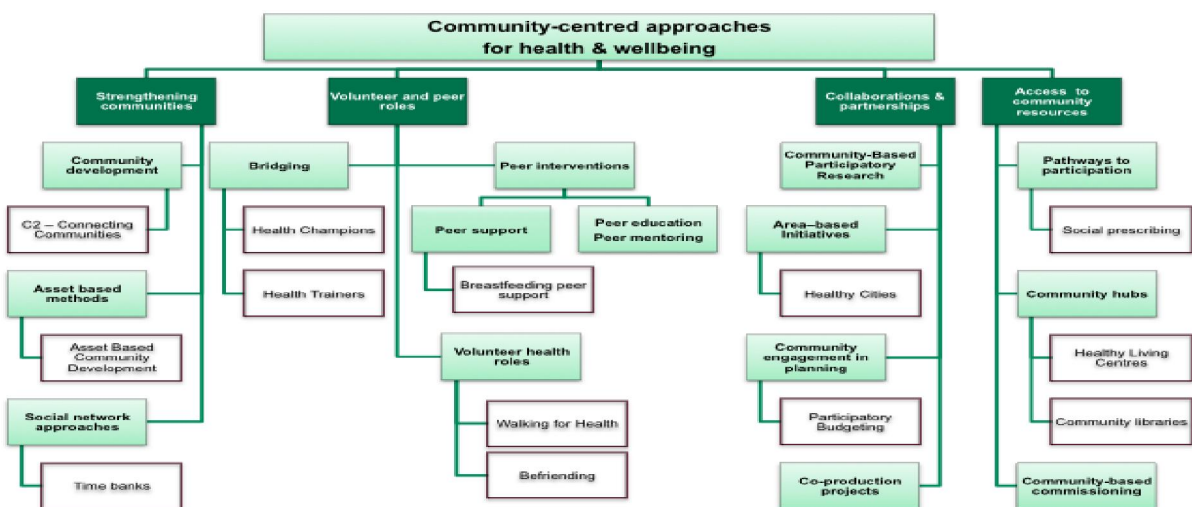 Community-centred approaches
for health & wellbeing
Strengthening
communities
Volunteer and peer
roles
Collaborations &
partnerships
Access to
community
resources
Community
development
C2 – Connecting
Communities
Asset based
methods
Asset Based
Community
Development
Social network
approaches
Time banks
Bridging
Health Champions
Health Trainers
Peer interventions
Peer support
Breastfeeding peer
support
Peer education
Peer mentoring
Volunteer health
roles
Walking for Health
Befriending
Community-Based
Participatory
Research
Area–based
Initiatives
Healthy Cities
Community
engagement in
planning
Participatory
Budgeting
Co-production
projects
Pathways to
participation
Social prescribing
Community hubs
Healthy Living
Centres
Community libraries
Community-based
commissioning